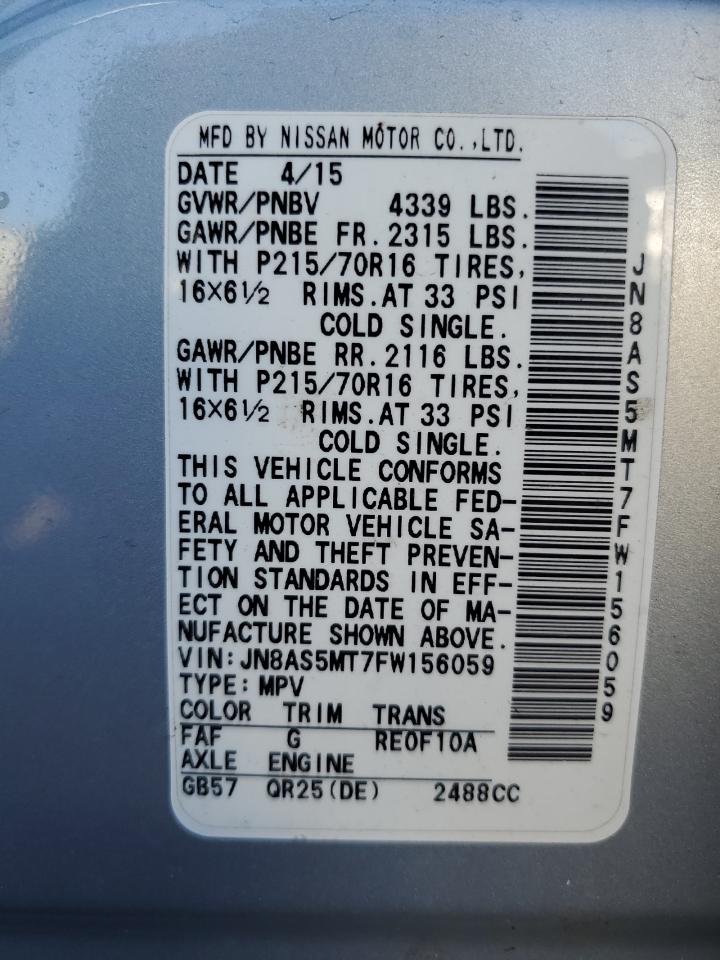 MFD BY NISSAN MOTOR CO.,LTD.
DATE 4/15
GVWR/PNBV 4339 LBS.
GAWR/PNBE FR.2315 LBS.
WITH P215/70R16 TIRES,
16X6½ RIMS.AT 33 PSI
COLD SINGLE.
GAWR/PNBE RR.2116 LBS.
WITH P215/70R16 TIRES,
16X6½ RIMS.AT 33 PSI
COLD SINGLE.
THIS VEHICLE CONFORMS
TO ALL APPLICABLE FED-
ERAL MOTOR VEHICLE SA-
FETY AND THEFT PREVEN-
TION STANDARDS IN EFF-
ECT ON THE DATE OF MA-
NUFACTURE SHOWN ABOVE.
VIN:JN8AS5MT7FW156059
TYPE:MPV
COLOR TRIM TRANS
FAF G RE0F10A
AXLE ENGINE
GB57 QR25(DE) 2488CC
JN8AS5MT7FW156059